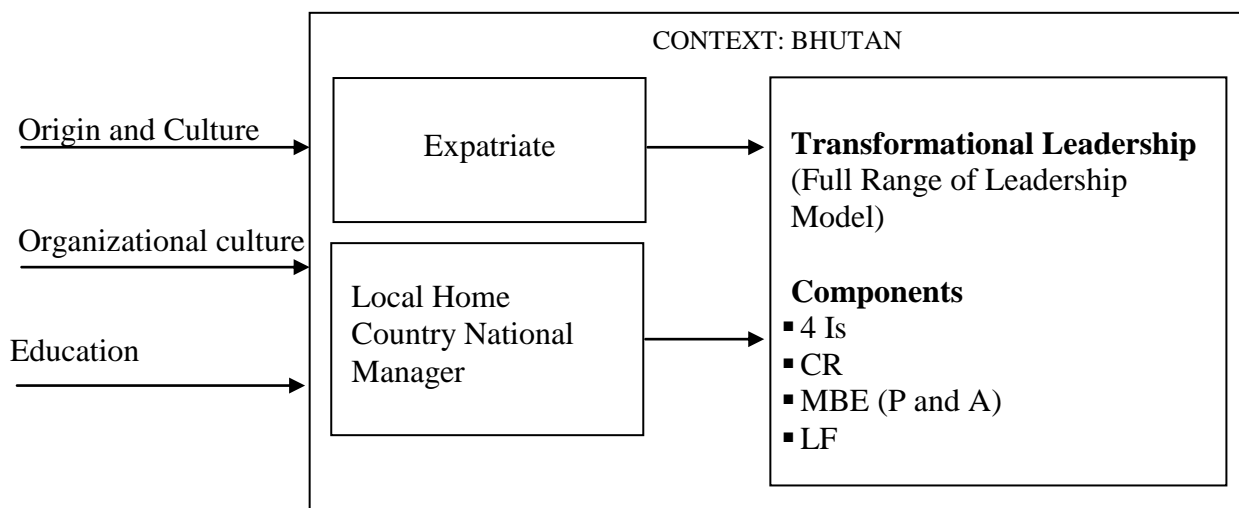 CONTEXT: BHUTAN
Origin and Culture
Organizational culture
Education
Expatriate
Local Home
Country National
Manager
Transformational Leadership
(Full Range of Leadership
Model)
Components
▪ 4 Is
▪ CR
▪ MBE (P and A)
▪ LF